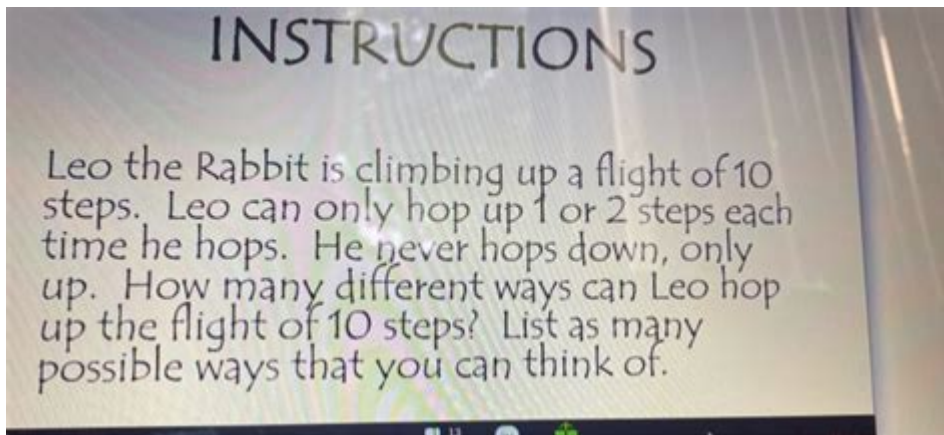 INSTRUCTIONS
Leo the Rabbit is climbing up a flight of 10
steps. Leo can only hop up 1 or 2 steps each
time he hops. He never hops down, only
up. How many different ways can Leo hop
up the flight of 10 steps? List as many
possible ways that you can think of.
13